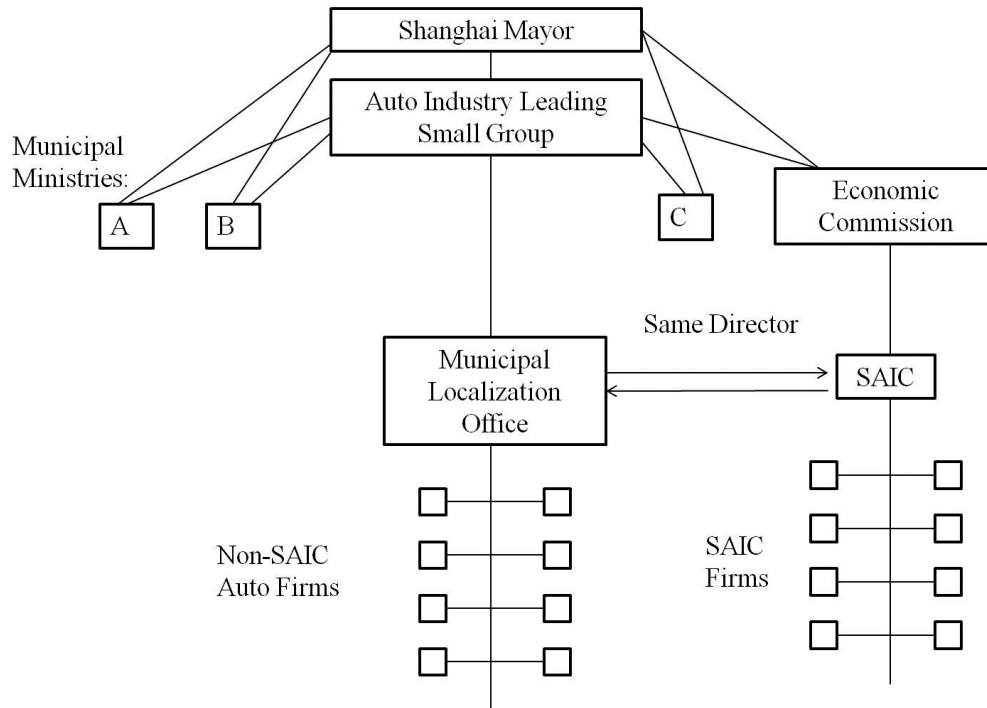 Shanghai Mayor
Auto Industry Leading
Small Group
Municipal
Ministries:
A
B
C
Economic
Commission
Same Director
Municipal
Localization
Office
SAIC
Non-SAIC
Auto Firms
SAIC
Firms